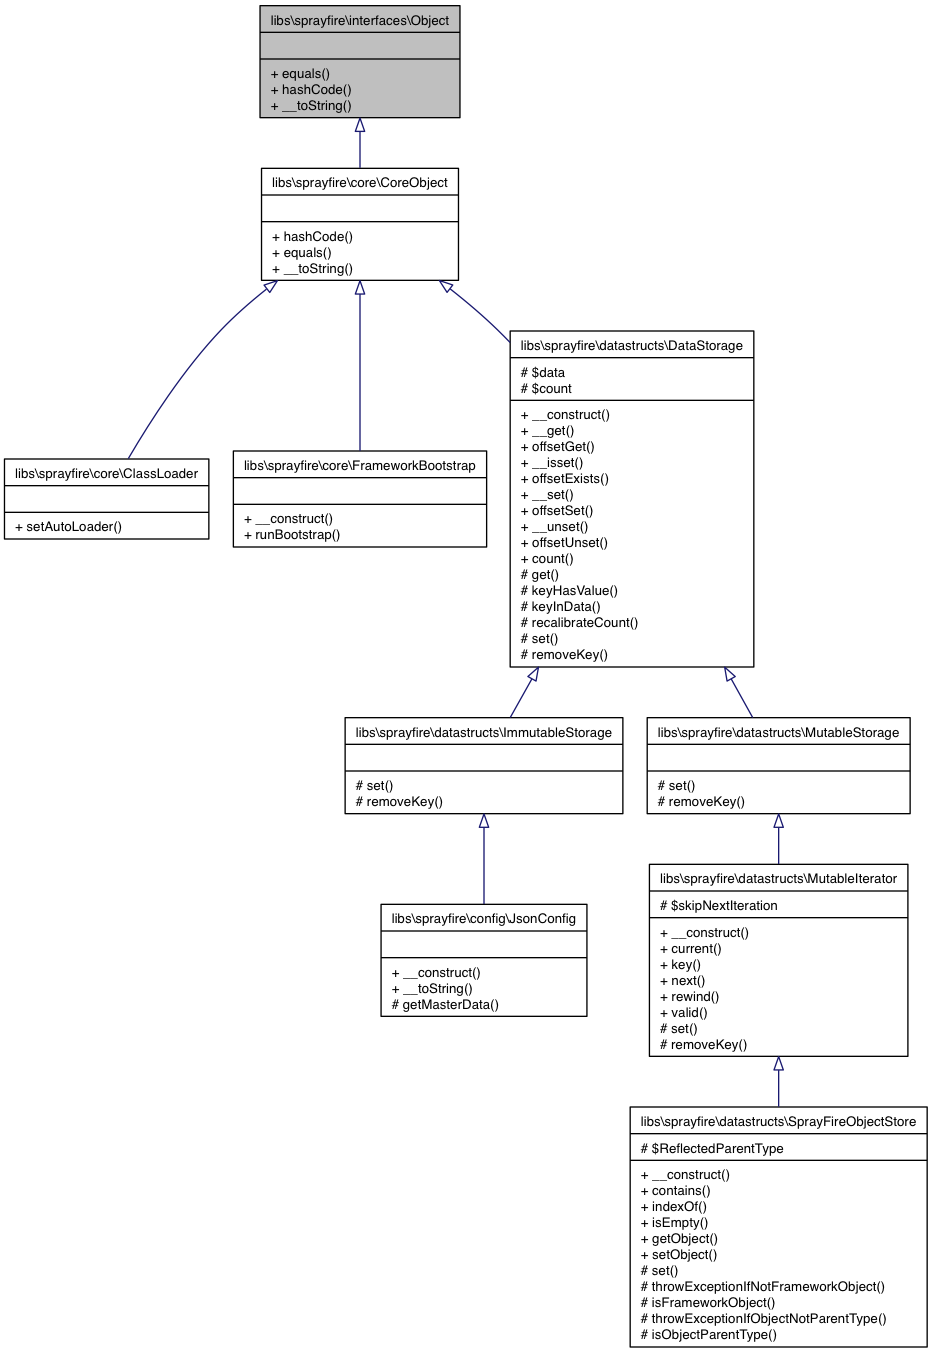 libs\sprayfire\interfaces\Object
+ equals()
+ hashCode()
+ __toString()
libs\sprayfire\core\CoreObject
+ hashCode()
+ equals()
+ __toString()
libs\sprayfire\core\ClassLoader
+ setAutoLoader()
libs\sprayfire\core\FrameworkBootstrap
+ __construct()
+ runBootstrap()
libs\sprayfire\datastructs\DataStorage
# $data
# $count
+ __construct()
+ __get()
+ offsetGet()
+ __isset()
+ offsetExists()
+ __set()
+ offsetSet()
+ __unset()
+ offsetUnset()
+ count()
# get()
# keyHasValue()
# keyInData()
# recalibrateCount()
# set()
# removeKey()
libs\sprayfire\datastructs\ImmutableStorage
# set()
# removeKey()
libs\sprayfire\datastructs\MutableStorage
# set()
# removeKey()
libs\sprayfire\config\JsonConfig
+ __construct()
+ __toString()
# getMasterData()
libs\sprayfire\datastructs\MutableIterator
# $skipNextIteration
+ __construct()
+ current()
+ key()
+ next()
+ rewind()
+ valid()
# set()
# removeKey()
libs\sprayfire\datastructs\SprayFireObjectStore
# $ReflectedParentType
+ __construct()
+ contains()
+ indexOf()
+ isEmpty()
+ getObject()
+ setObject()
# set()
# throwExceptionIfNotFrameworkObject()
# isFrameworkObject()
# throwExceptionIfObjectNotParentType()
# isObjectParentType()